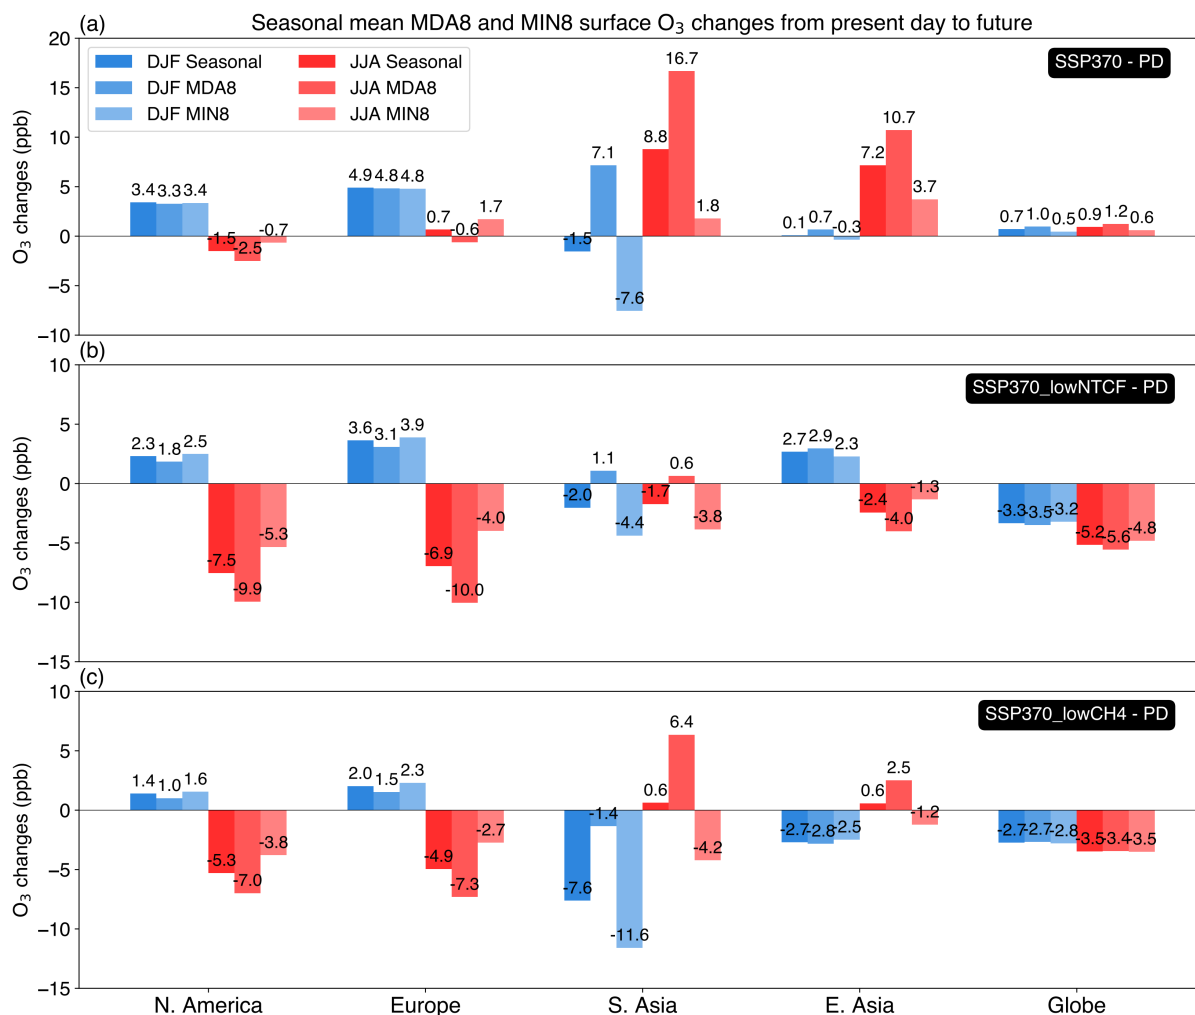 (a)
Seasonal mean MDA8 and MIN8 surface O₃ changes from present day to future
SSP370 - PD
DJF Seasonal
DJF MDA8
DJF MIN8
JJA Seasonal
JJA MDA8
JJA MIN8
O₃ changes (ppb)
20
15
10
5
0
−5
−10
3.4 3.3 3.4 -1.5 -2.5 -0.7
4.9 4.8 4.8 0.7 -0.6 1.7
-1.5 7.1 -7.6 8.8 16.7 1.8
0.1 0.7 -0.3 7.2 10.7 3.7
0.7 1.0 0.5 0.9 1.2 0.6
(b)
SSP370_lowNTCF - PD
O₃ changes (ppb)
10
5
0
−5
−10
−15
2.3 1.8 2.5 -7.5 -9.9 -5.3
3.6 3.1 3.9 -6.9 -10.0 -4.0
-2.0 1.1 -4.4 -1.7 0.6 -3.8
2.7 2.9 2.3 -2.4 -4.0 -1.3
-3.3 -3.5 -3.2 -5.2 -5.6 -4.8
(c)
SSP370_lowCH4 - PD
O₃ changes (ppb)
10
5
0
−5
−10
−15
1.4 1.0 1.6 -5.3 -7.0 -3.8
2.0 1.5 2.3 -4.9 -7.3 -2.7
-7.6 -1.4 -11.6 0.6 6.4 -4.2
-2.7 -2.8 -2.5 0.6 2.5 -1.2
-2.7 -2.7 -2.8 -3.5 -3.4 -3.5
N. America
Europe
S. Asia
E. Asia
Globe